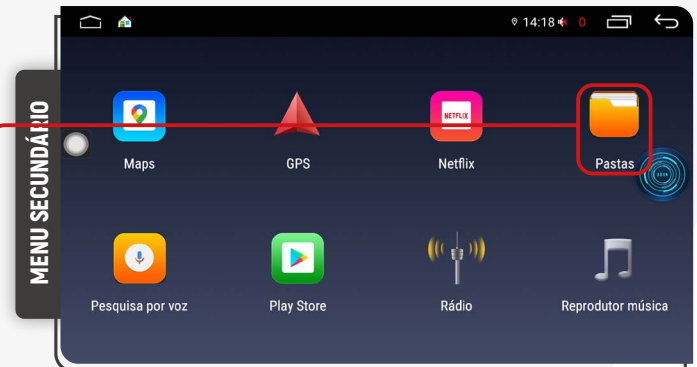 14:18 0
MENU SECUNDÁRIO
NETFLIX
Maps GPS Netflix Pastas
Pesquisa por voz Play Store Rádio Reprodutor música